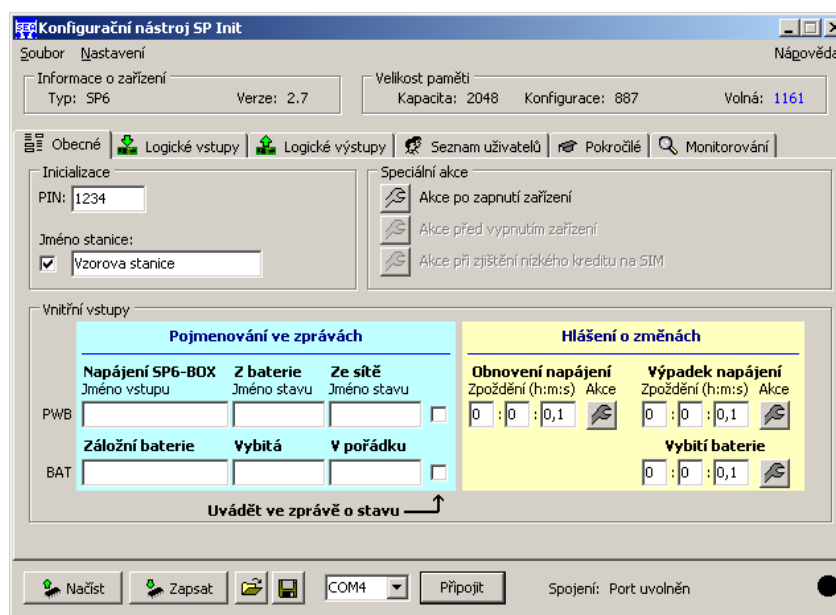 SEA Konfigurační nástroj SP Init
Soubor Nastavení Nápověda
Informace o zařízení
Typ: SP6 Verze: 2.7
Velikost paměti
Kapacita: 2048 Konfigurace: 887 Volná: 1161
Obecné Logické vstupy Logické výstupy Seznam uživatelů Pokročilé Monitorování
Inicializace
PIN: 1234
Jméno stanice:
Vzorova stanice
Speciální akce
Akce po zapnutí zařízení
Akce před vypnutím zařízení
Akce při zjištění nízkého kreditu na SIM
Vnitřní vstupy
Pojmenování ve zprávách Hlášení o změnách
Napájení SP6-BOX Z baterie Ze sítě Obnovení napájení Výpadek napájení
Jméno vstupu Jméno stavu Jméno stavu Zpoždění (h:m:s) Akce Zpoždění (h:m:s) Akce
PWB 0 : 0 : 0,1 0 : 0 : 0,1
Záložní baterie Vybitá V pořádku Vybití baterie
BAT 0 : 0 : 0,1
Uvádět ve zprávě o stavu
Načíst Zapsat COM4 Připojit Spojení: Port uvolněn